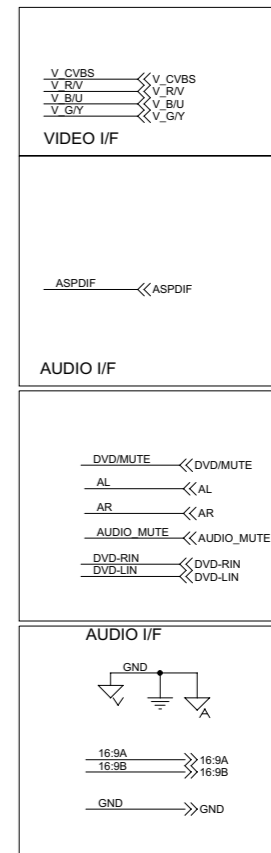 V_CVBS V_CVBS
V_R/V V_R/V
V_B/U V_B/U
V_G/Y V_G/Y
VIDEO I/F
ASPDIF ASPDIF
AUDIO I/F
DVD/MUTE DVD/MUTE
AL AL
AR AR
AUDIO_MUTE AUDIO_MUTE
DVD-RIN DVD-RIN
DVD-LIN DVD-LIN
AUDIO I/F
GND
V A
16:9A 16:9A
16:9B 16:9B
GND GND